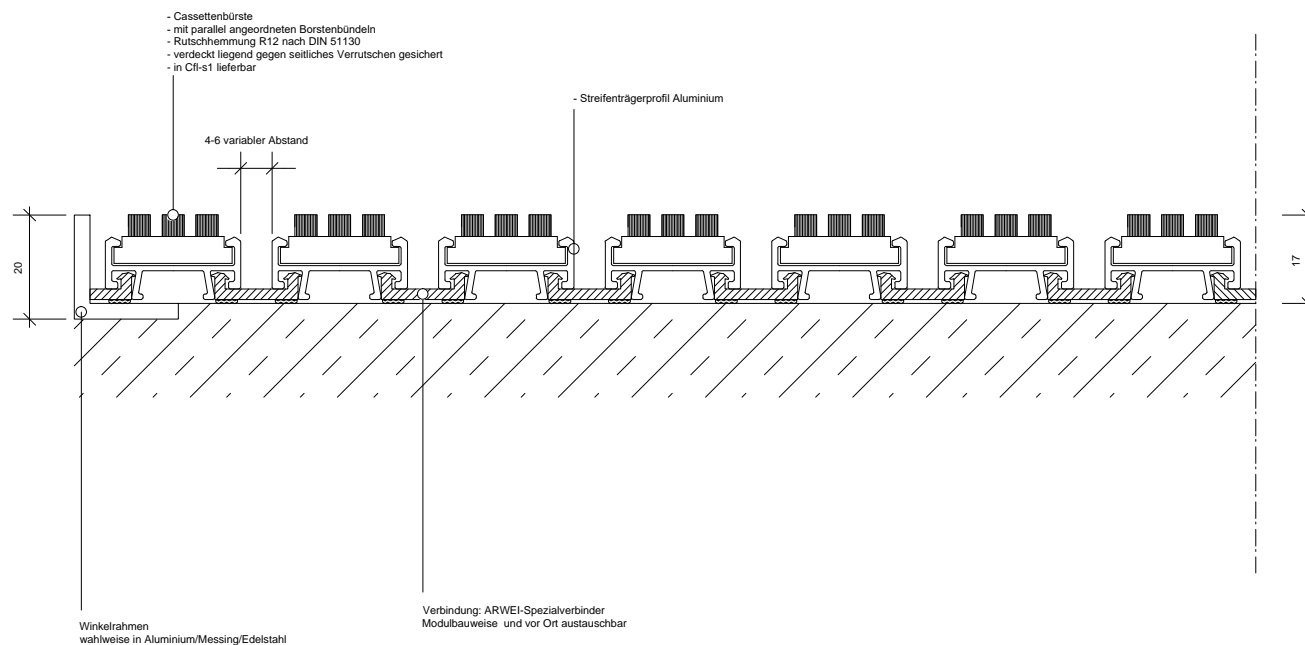 - Cassettenbürste
- mit parallel angeordneten Borstenbündeln
- Rutschhemmung R12 nach DIN 51130
- verdeckt liegend gegen seitliches Verrutschen gesichert
- in Cfl-s1 lieferbar
- Streifenträgerprofil Aluminium
4-6 variabler Abstand
20
17
Verbindung: ARWEI-Spezialverbinder
Modulbauweise und vor Ort austauschbar
Winkelrahmen
wahlweise in Aluminium/Messing/Edelstahl